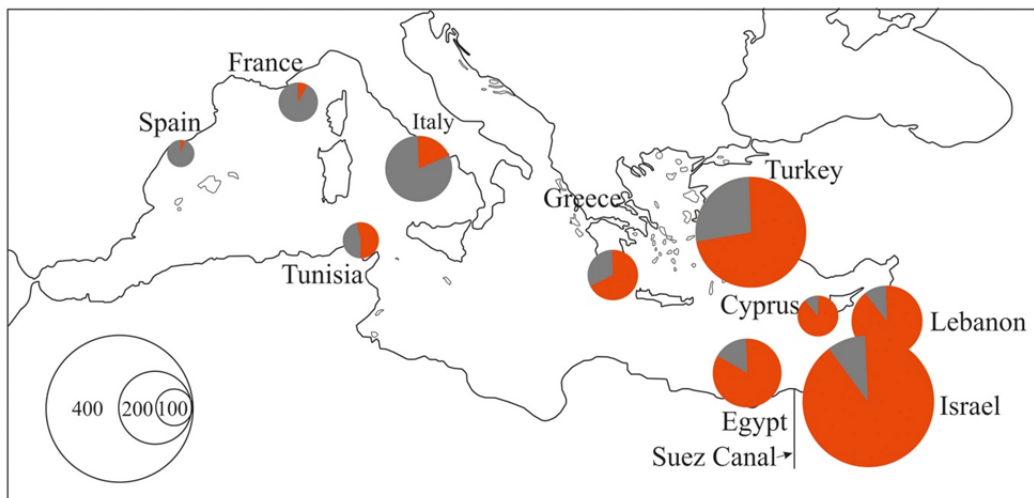 France
Spain
Italy
Greece
Turkey
Tunisia
Cyprus
Lebanon
400
200
100
Israel
Egypt
Suez Canal